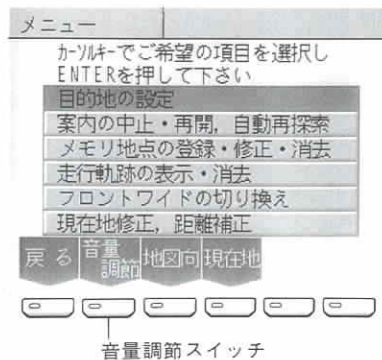 メニュー
カーソルキーでご希望の項目を選択し
ENTERを押して下さい
目的地の設定
案内の中止・再開，自動再探索
メモリ地点の登録・修正・消去
走行軌跡の表示・消去
フロントワイドの切り換え
現在地修正，距離補正
戻る 音量調節 地図向 現在地
音量調節スイッチ